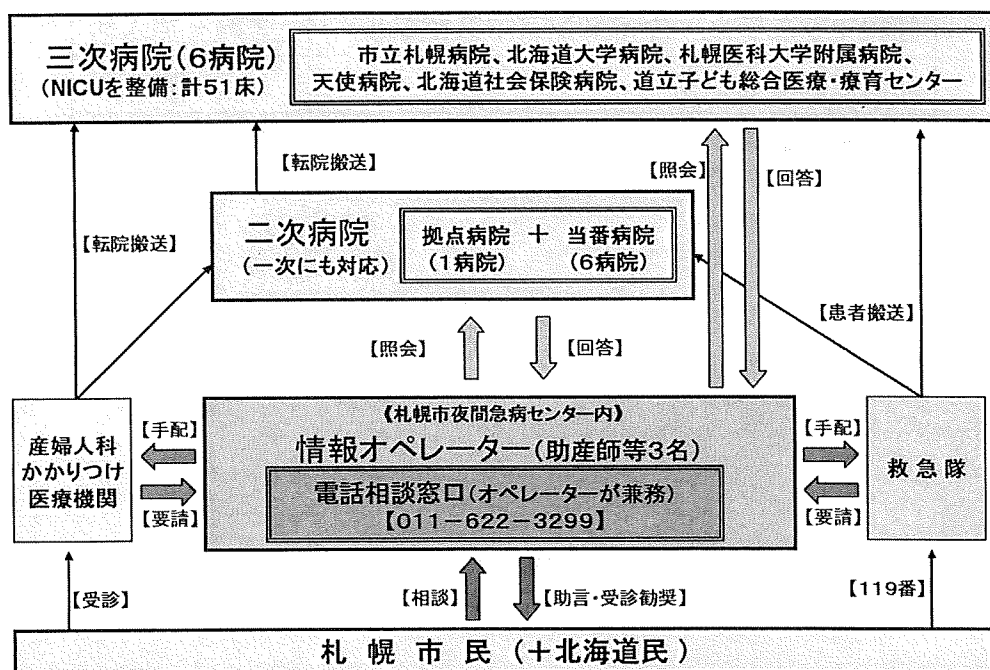 三次病院(6病院)
(NICUを整備:計51床)
市立札幌病院、北海道大学病院、札幌医科大学附属病院、
天使病院、北海道社会保険病院、道立子ども総合医療・療育センター
【転院搬送】
【照会】
【回答】
【転院搬送】
二次病院
(一次にも対応)
拠点病院 + 当番病院
(1病院) (6病院)
【患者搬送】
【照会】
【回答】
産婦人科
かかりつけ
医療機関
【手配】
【要請】
《札幌市夜間急病センター内》
情報オペレーター(助産師等3名)
電話相談窓口(オペレーターが兼務)
【011-622-3299】
【手配】
【要請】
救急隊
【受診】
【相談】
【助言・受診勧奨】
【119番】
札幌市民(+北海道民)